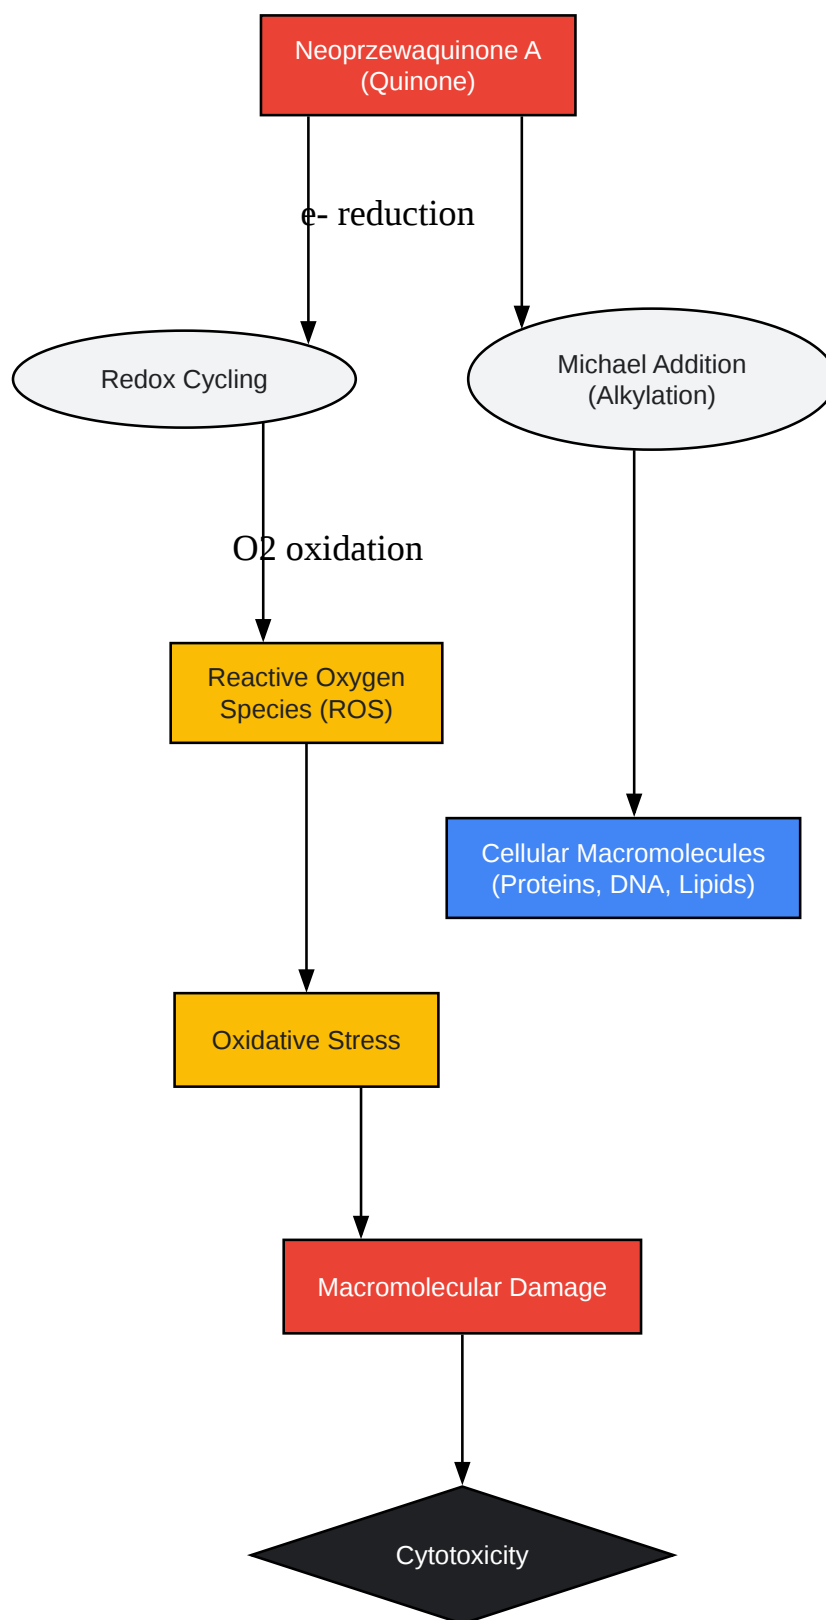 Neoprzewaquinone A
(Quinone)
e- reduction
Redox Cycling
Michael Addition
(Alkylation)
O2 oxidation
Reactive Oxygen
Species (ROS)
Cellular Macromolecules
(Proteins, DNA, Lipids)
Oxidative Stress
Macromolecular Damage
Cytotoxicity